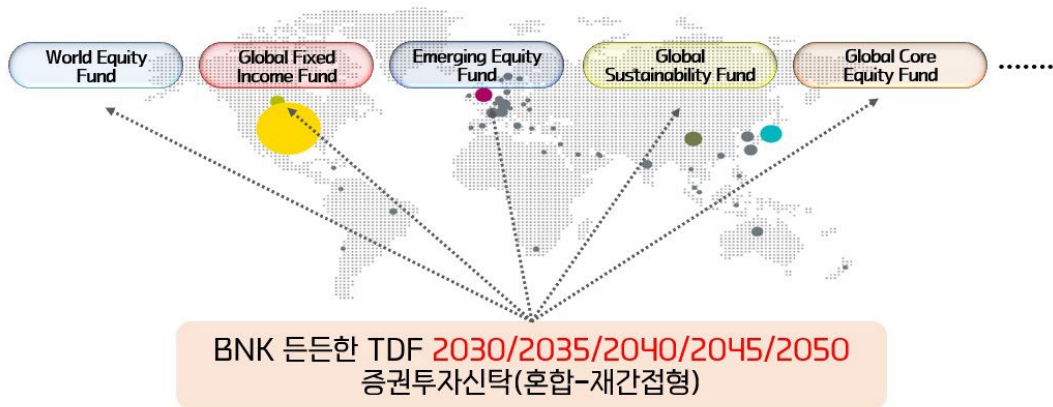 World Equity
Fund
Global Fixed
Income Fund
Emerging Equity
Fund
Global
Sustainability Fund
Global Core
Equity Fund
.......
BNK 든든한 TDF 2030/2035/2040/2045/2050
증권투자신탁(혼합-재간접형)